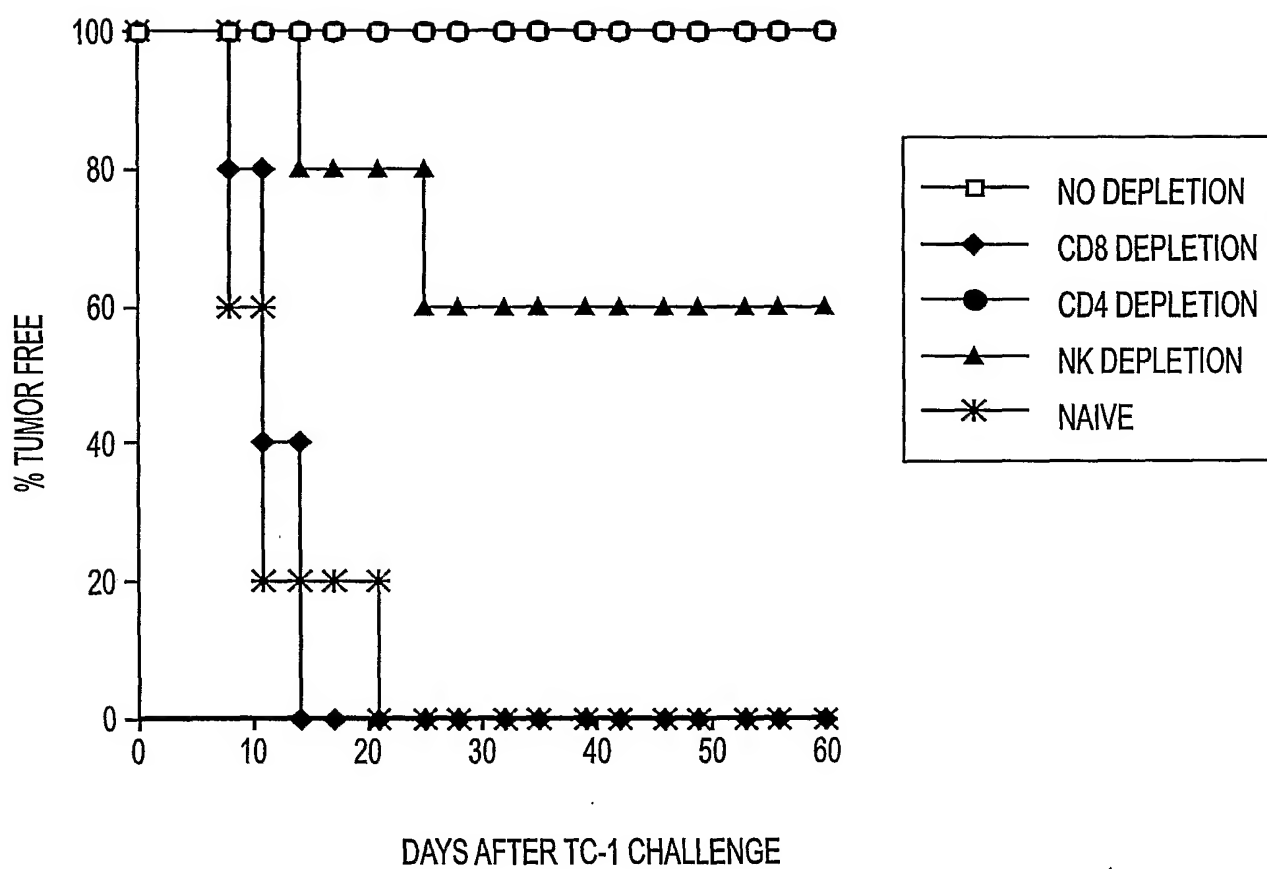 % TUMOR FREE
100
80
60
40
20
0
0 10 20 30 40 50 60
DAYS AFTER TC-1 CHALLENGE
NO DEPLETION
CD8 DEPLETION
CD4 DEPLETION
NK DEPLETION
NAIVE